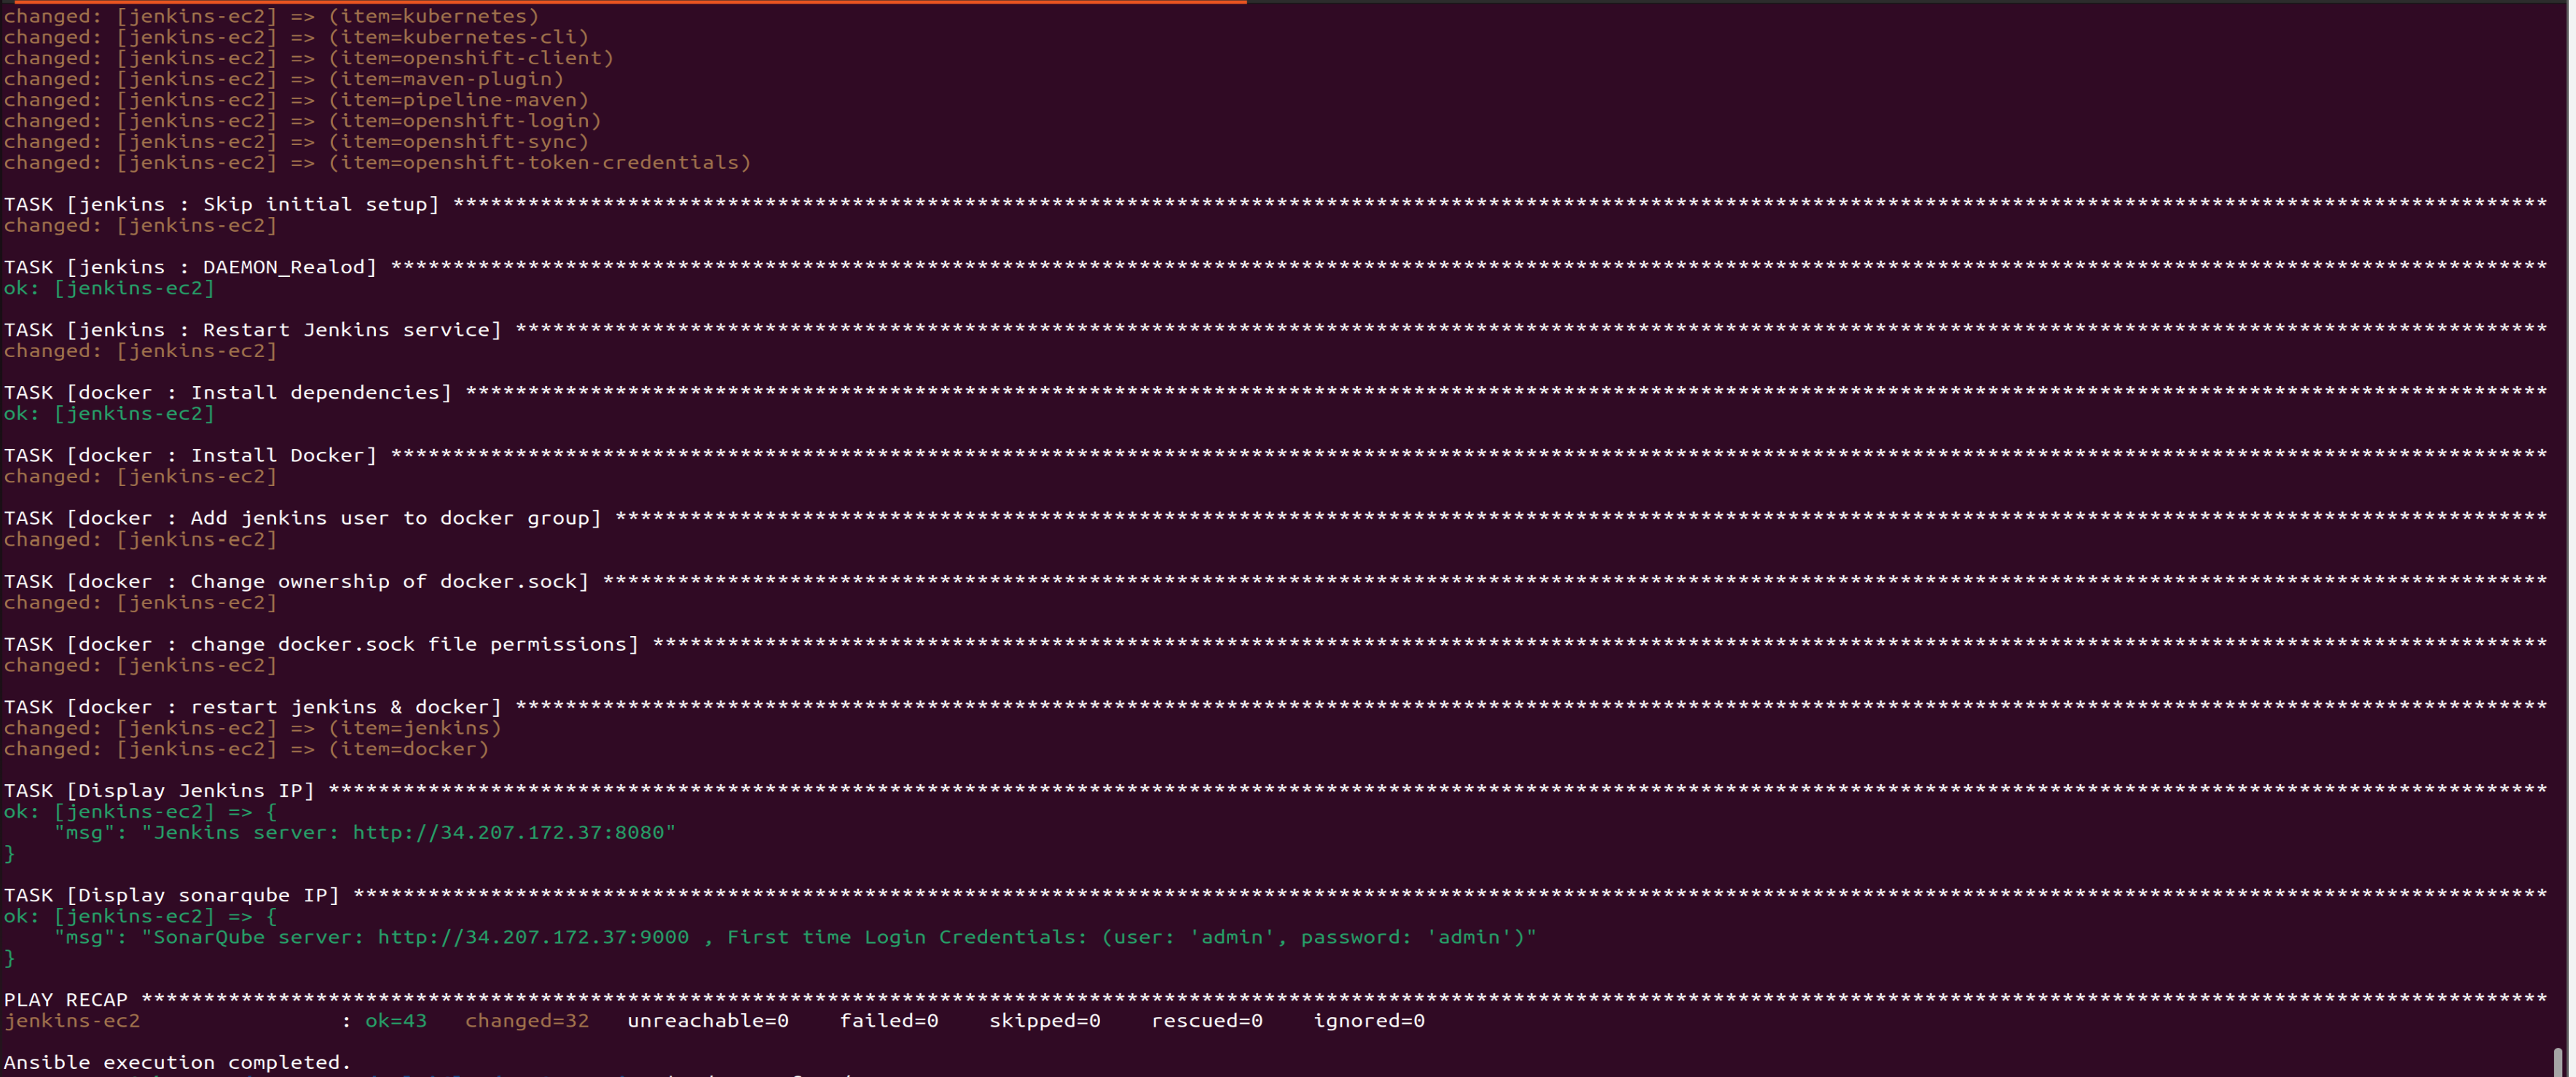 changed: [jenkins-ec2] => (item=kubernetes)
changed: [jenkins-ec2] => (item=kubernetes-cli)
changed: [jenkins-ec2] => (item=openshift-client)
changed: [jenkins-ec2] => (item=maven-plugin)
changed: [jenkins-ec2] => (item=pipeline-maven)
changed: [jenkins-ec2] => (item=openshift-login)
changed: [jenkins-ec2] => (item=openshift-sync)
changed: [jenkins-ec2] => (item=openshift-token-credentials)
TASK [jenkins : Skip initial setup] ****************************************************************************************************************************************************************************
changed: [jenkins-ec2]
TASK [jenkins : DAEMON_Realod] *********************************************************************************************************************************************************************************
ok: [jenkins-ec2]
TASK [jenkins : Restart Jenkins service] ***********************************************************************************************************************************************************************
changed: [jenkins-ec2]
TASK [docker : Install dependencies] ***************************************************************************************************************************************************************************
ok: [jenkins-ec2]
TASK [docker : Install Docker] *********************************************************************************************************************************************************************************
changed: [jenkins-ec2]
TASK [docker : Add jenkins user to docker group] ***************************************************************************************************************************************************************
changed: [jenkins-ec2]
TASK [docker : Change ownership of docker.sock] ****************************************************************************************************************************************************************
changed: [jenkins-ec2]
TASK [docker : change docker.sock file permissions] ************************************************************************************************************************************************************
changed: [jenkins-ec2]
TASK [docker : restart jenkins & docker] ***********************************************************************************************************************************************************************
changed: [jenkins-ec2] => (item=jenkins)
changed: [jenkins-ec2] => (item=docker)
TASK [Display Jenkins IP] **************************************************************************************************************************************************************************************
ok: [jenkins-ec2] => {
    "msg": "Jenkins server: http://34.207.172.37:8080"
}
TASK [Display sonarqube IP] ************************************************************************************************************************************************************************************
ok: [jenkins-ec2] => {
    "msg": "SonarQube server: http://34.207.172.37:9000 , First time Login Credentials: (user: 'admin', password: 'admin')"
}
PLAY RECAP *****************************************************************************************************************************************************************************************************
jenkins-ec2                : ok=43   changed=32   unreachable=0    failed=0    skipped=0    rescued=0    ignored=0
Ansible execution completed.